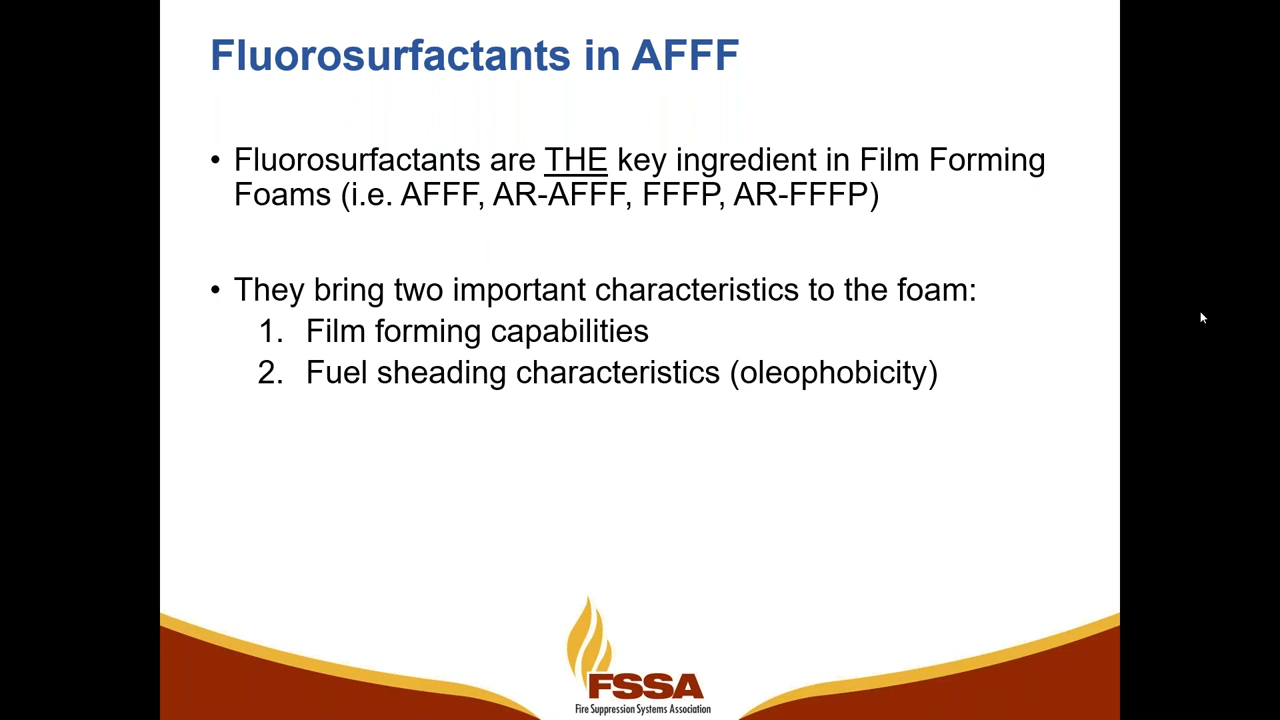 Fluorosurfactants in AFFF
• Fluorosurfactants are THE key ingredient in Film Forming
Foams (i.e. AFFF, AR-AFFF, FFFP, AR-FFFP)
• They bring two important characteristics to the foam:
1. Film forming capabilities
2. Fuel sheading characteristics (oleophobicity)
FSSA
Fire Suppression Systems Association